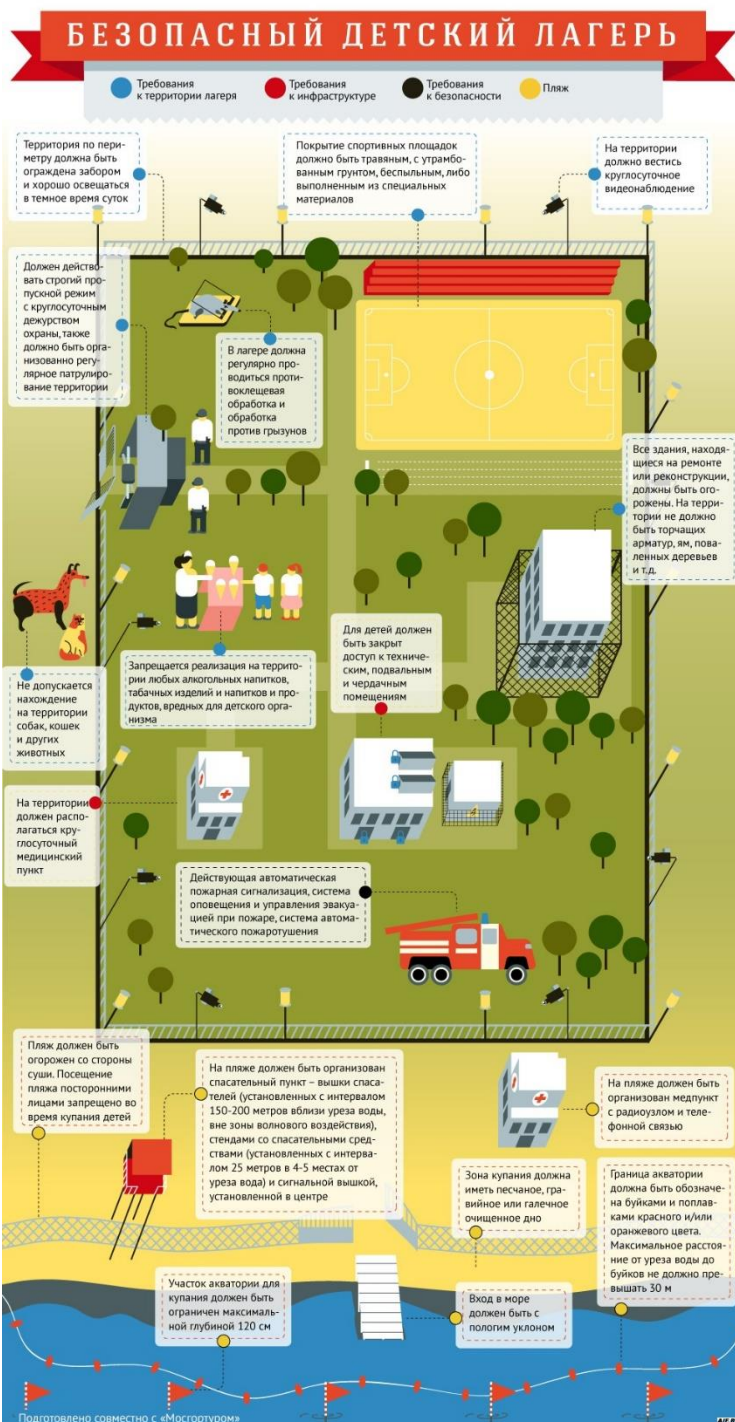 БЕЗОПАСНЫЙ ДЕТСКИЙ ЛАГЕРЬ
Требования
к территории лагеря
Требования
к инфраструктуре
Требования
к безопасности
Пляж
Территория по пери-
метру должна быть
ограждена забором
и хорошо освещаться
в темное время суток
Покрытие спортивных площадок
должно быть травяным, с утрамбо-
ванным грунтом, беспыльным, либо
выполненным из специальных
материалов
На территории
должно вестись
круглосуточное
видеонаблюдение
Должен действо-
вать строгий про-
пускной режим
с круглосуточным
дежурством
охраны, также
должно быть орга-
низованно регу-
лярное патрулиро-
вание территории
В лагере должна
регулярно про-
водиться проти-
воклещевая
обработка и
обработка
против грызунов
Все здания, находя-
щиеся на ремонте
или реконструкции,
должны быть ого-
рожены. На терри-
тории не должно
быть торчащих
арматур, ям, пова-
ленных деревьев
и т.д.
Не допускается
нахождение
на территории
собак, кошек
и других
животных
Запрещается реализация на террито-
рии любых алкогольных напитков,
табачных изделий и напитков и про-
дуктов, вредных для детского орга-
низма
Для детей должен
быть закрыт
доступ к техниче-
ским, подвальным
и чердачным
помещениям
На территории
должен распо-
лагаться кру-
глосуточный
медицинский
пункт
Действующая автоматическая
пожарная сигнализация, система
оповещения и управления эваку-
ацией при пожаре, система автома-
тического пожаротушения
Пляж должен быть
огорожен со стороны
суши. Посещение
пляжа посторонними
лицами запрещено во
время купания детей
На пляже должен быть организован
спасательный пункт – вышки спаса-
телей (установленных с интервалом
150-200 метров вблизи уреза воды,
вне зоны волнового воздействия),
стендами со спасательными сред-
ствами (установленных с интерва-
лом 25 метров в 4-5 местах от
уреза вода) и сигнальной вышкой,
установленной в центре
На пляже должен быть
организован медпункт
с радиоузлом и теле-
фонной связью
Зона купания должна
иметь песчаное, гра-
вийное или галечное
очищенное дно
Граница акватории
должна быть обозначе-
на буйками и поплав-
ками красного и/или
оранжевого цвета.
Максимальное расстоя-
ние от уреза воды до
буйков не должно пре-
вышать 30 м
Участок акватории для
купания должен быть
ограничен максималь-
ной глубиной 120 см
Вход в море
должен быть с
пологим уклоном
Подготовлено совместно с «Мосгортуром»